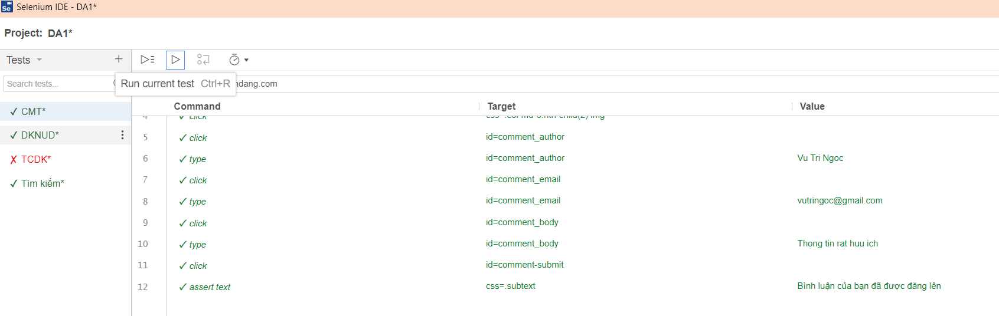 Se Selenium IDE - DA1*
Project: DA1*
Tests +
Search tests...
Run current test Ctrl+R
ndang.com
Command Target Value
✓ CMT*
✓ DKNUD*
✗ TCDK*
✓ Tìm kiếm*
4 ✓ click
5 ✓ click id=comment_author
6 ✓ type id=comment_author Vu Tri Ngoc
7 ✓ click id=comment_email
8 ✓ type id=comment_email vutringoc@gmail.com
9 ✓ click id=comment_body
10 ✓ type id=comment_body Thong tin rat huu ich
11 ✓ click id=comment-submit
12 ✓ assert text css=.subtext Bình luận của bạn đã được đăng lên